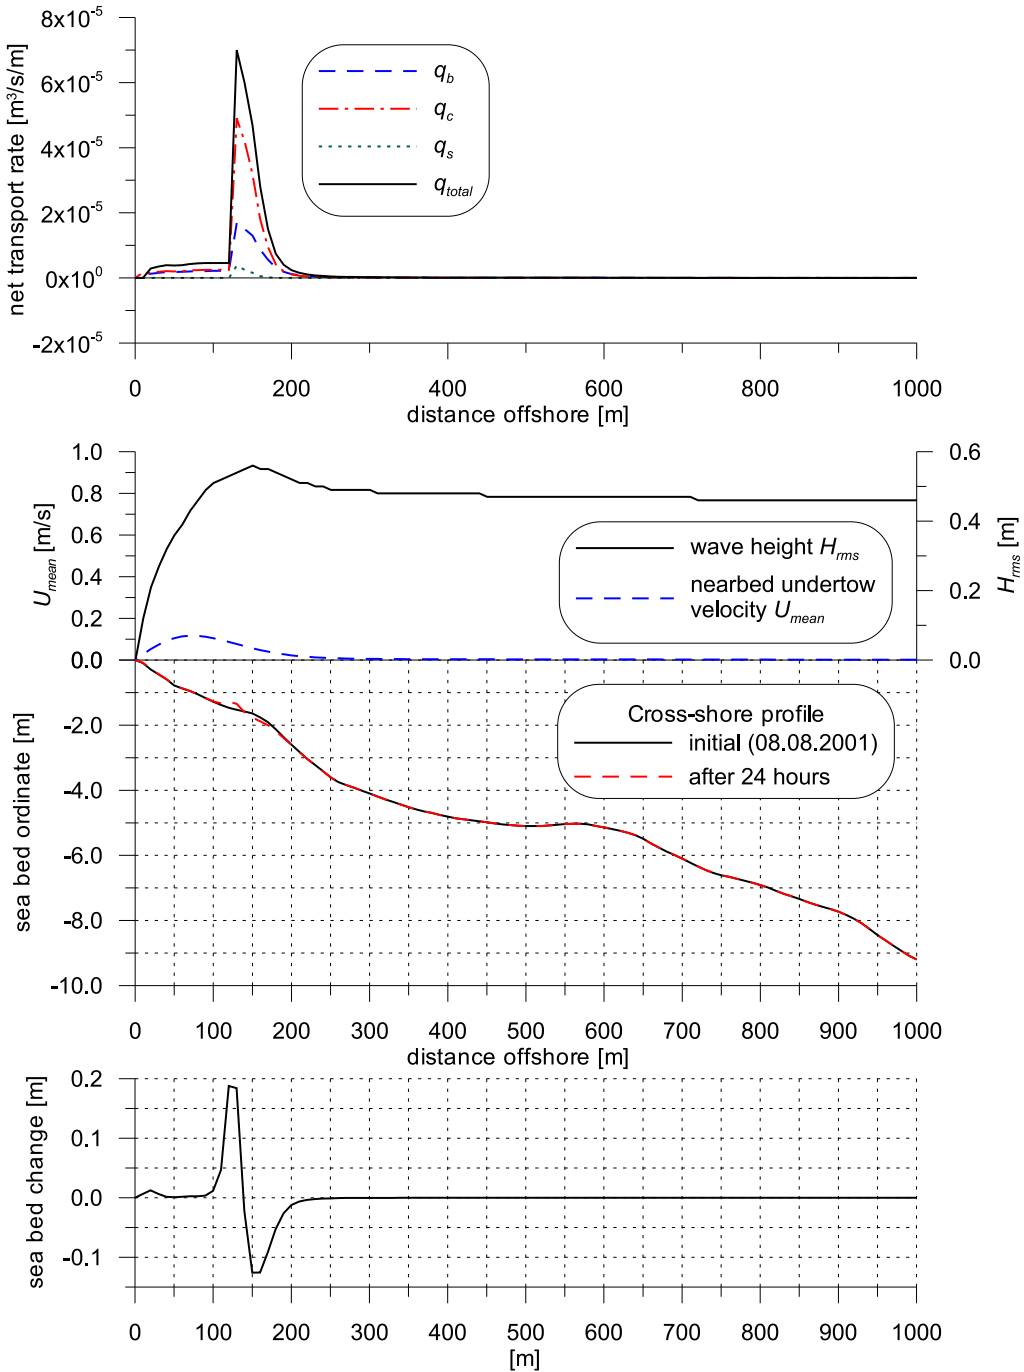 8x10⁻⁵
6x10⁻⁵
4x10⁻⁵
2x10⁻⁵
0x10⁰
-2x10⁻⁵
net transport rate [m³/s/m]
q_b
q_c
q_s
q_total
0 200 400 600 800 1000
distance offshore [m]
1.0
0.8
0.6
0.4
0.2
0.0
U_mean [m/s]
0.6
0.4
0.2
0.0
H_rms [m]
wave height H_rms
nearbed undertow
velocity U_mean
0.0
-2.0
-4.0
-6.0
-8.0
-10.0
sea bed ordinate [m]
Cross-shore profile
initial (08.08.2001)
after 24 hours
0 100 200 300 400 500 600 700 800 900 1000
distance offshore [m]
0.2
0.1
0.0
-0.1
sea bed change [m]
0 100 200 300 400 500 600 700 800 900 1000
[m]